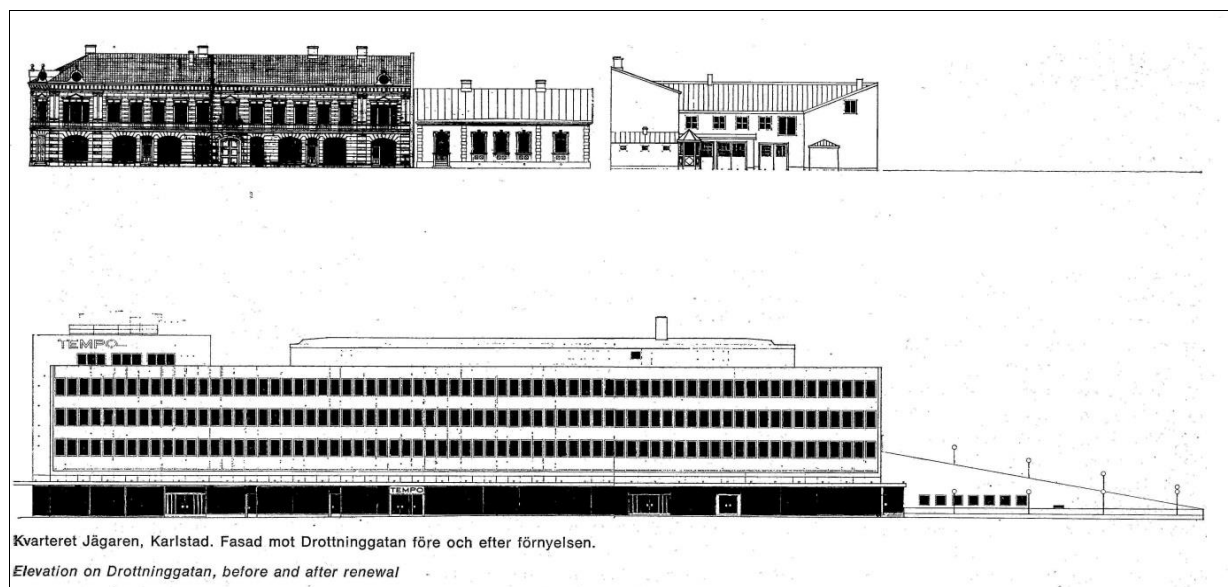 TEMPO
TEMPO
Kvarteret Jägaren, Karlstad. Fasad mot Drottninggatan före och efter förnyelsen.
Elevation on Drottninggatan, before and after renewal